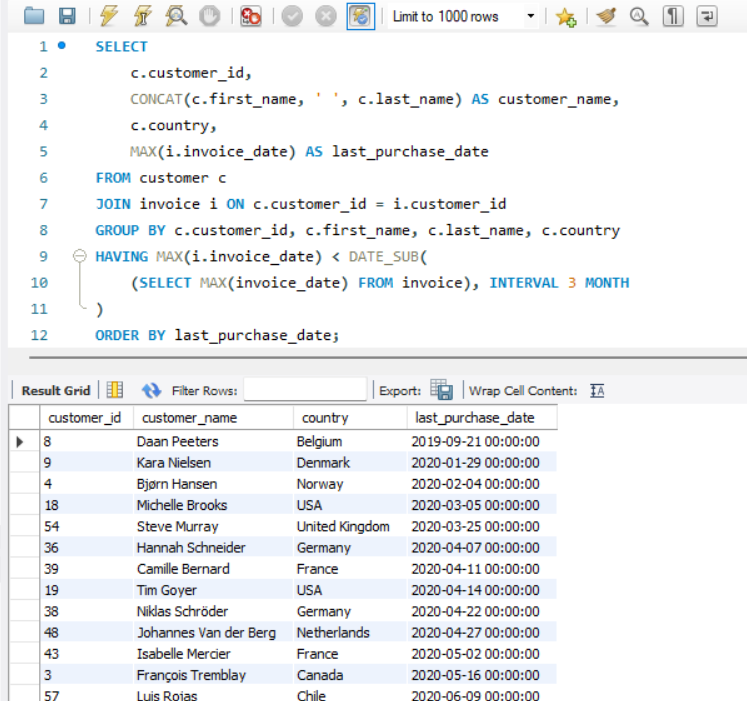 Limit to 1000 rows
1 SELECT
2 c.customer_id,
3 CONCAT(c.first_name, ' ', c.last_name) AS customer_name,
4 c.country,
5 MAX(i.invoice_date) AS last_purchase_date
6 FROM customer c
7 JOIN invoice i ON c.customer_id = i.customer_id
8 GROUP BY c.customer_id, c.first_name, c.last_name, c.country
9 HAVING MAX(i.invoice_date) < DATE_SUB(
10 (SELECT MAX(invoice_date) FROM invoice), INTERVAL 3 MONTH
11 )
12 ORDER BY last_purchase_date;
Result Grid Filter Rows: Export: Wrap Cell Content:
customer_id customer_name country last_purchase_date
8 Daan Peeters Belgium 2019-09-21 00:00:00
9 Kara Nielsen Denmark 2020-01-29 00:00:00
4 Bjørn Hansen Norway 2020-02-04 00:00:00
18 Michelle Brooks USA 2020-03-05 00:00:00
54 Steve Murray United Kingdom 2020-03-25 00:00:00
36 Hannah Schneider Germany 2020-04-07 00:00:00
39 Camille Bernard France 2020-04-11 00:00:00
19 Tim Goyer USA 2020-04-14 00:00:00
38 Niklas Schröder Germany 2020-04-22 00:00:00
48 Johannes Van der Berg Netherlands 2020-04-27 00:00:00
43 Isabelle Mercier France 2020-05-02 00:00:00
3 François Tremblay Canada 2020-05-16 00:00:00
57 Luis Rojas Chile 2020-06-09 00:00:00